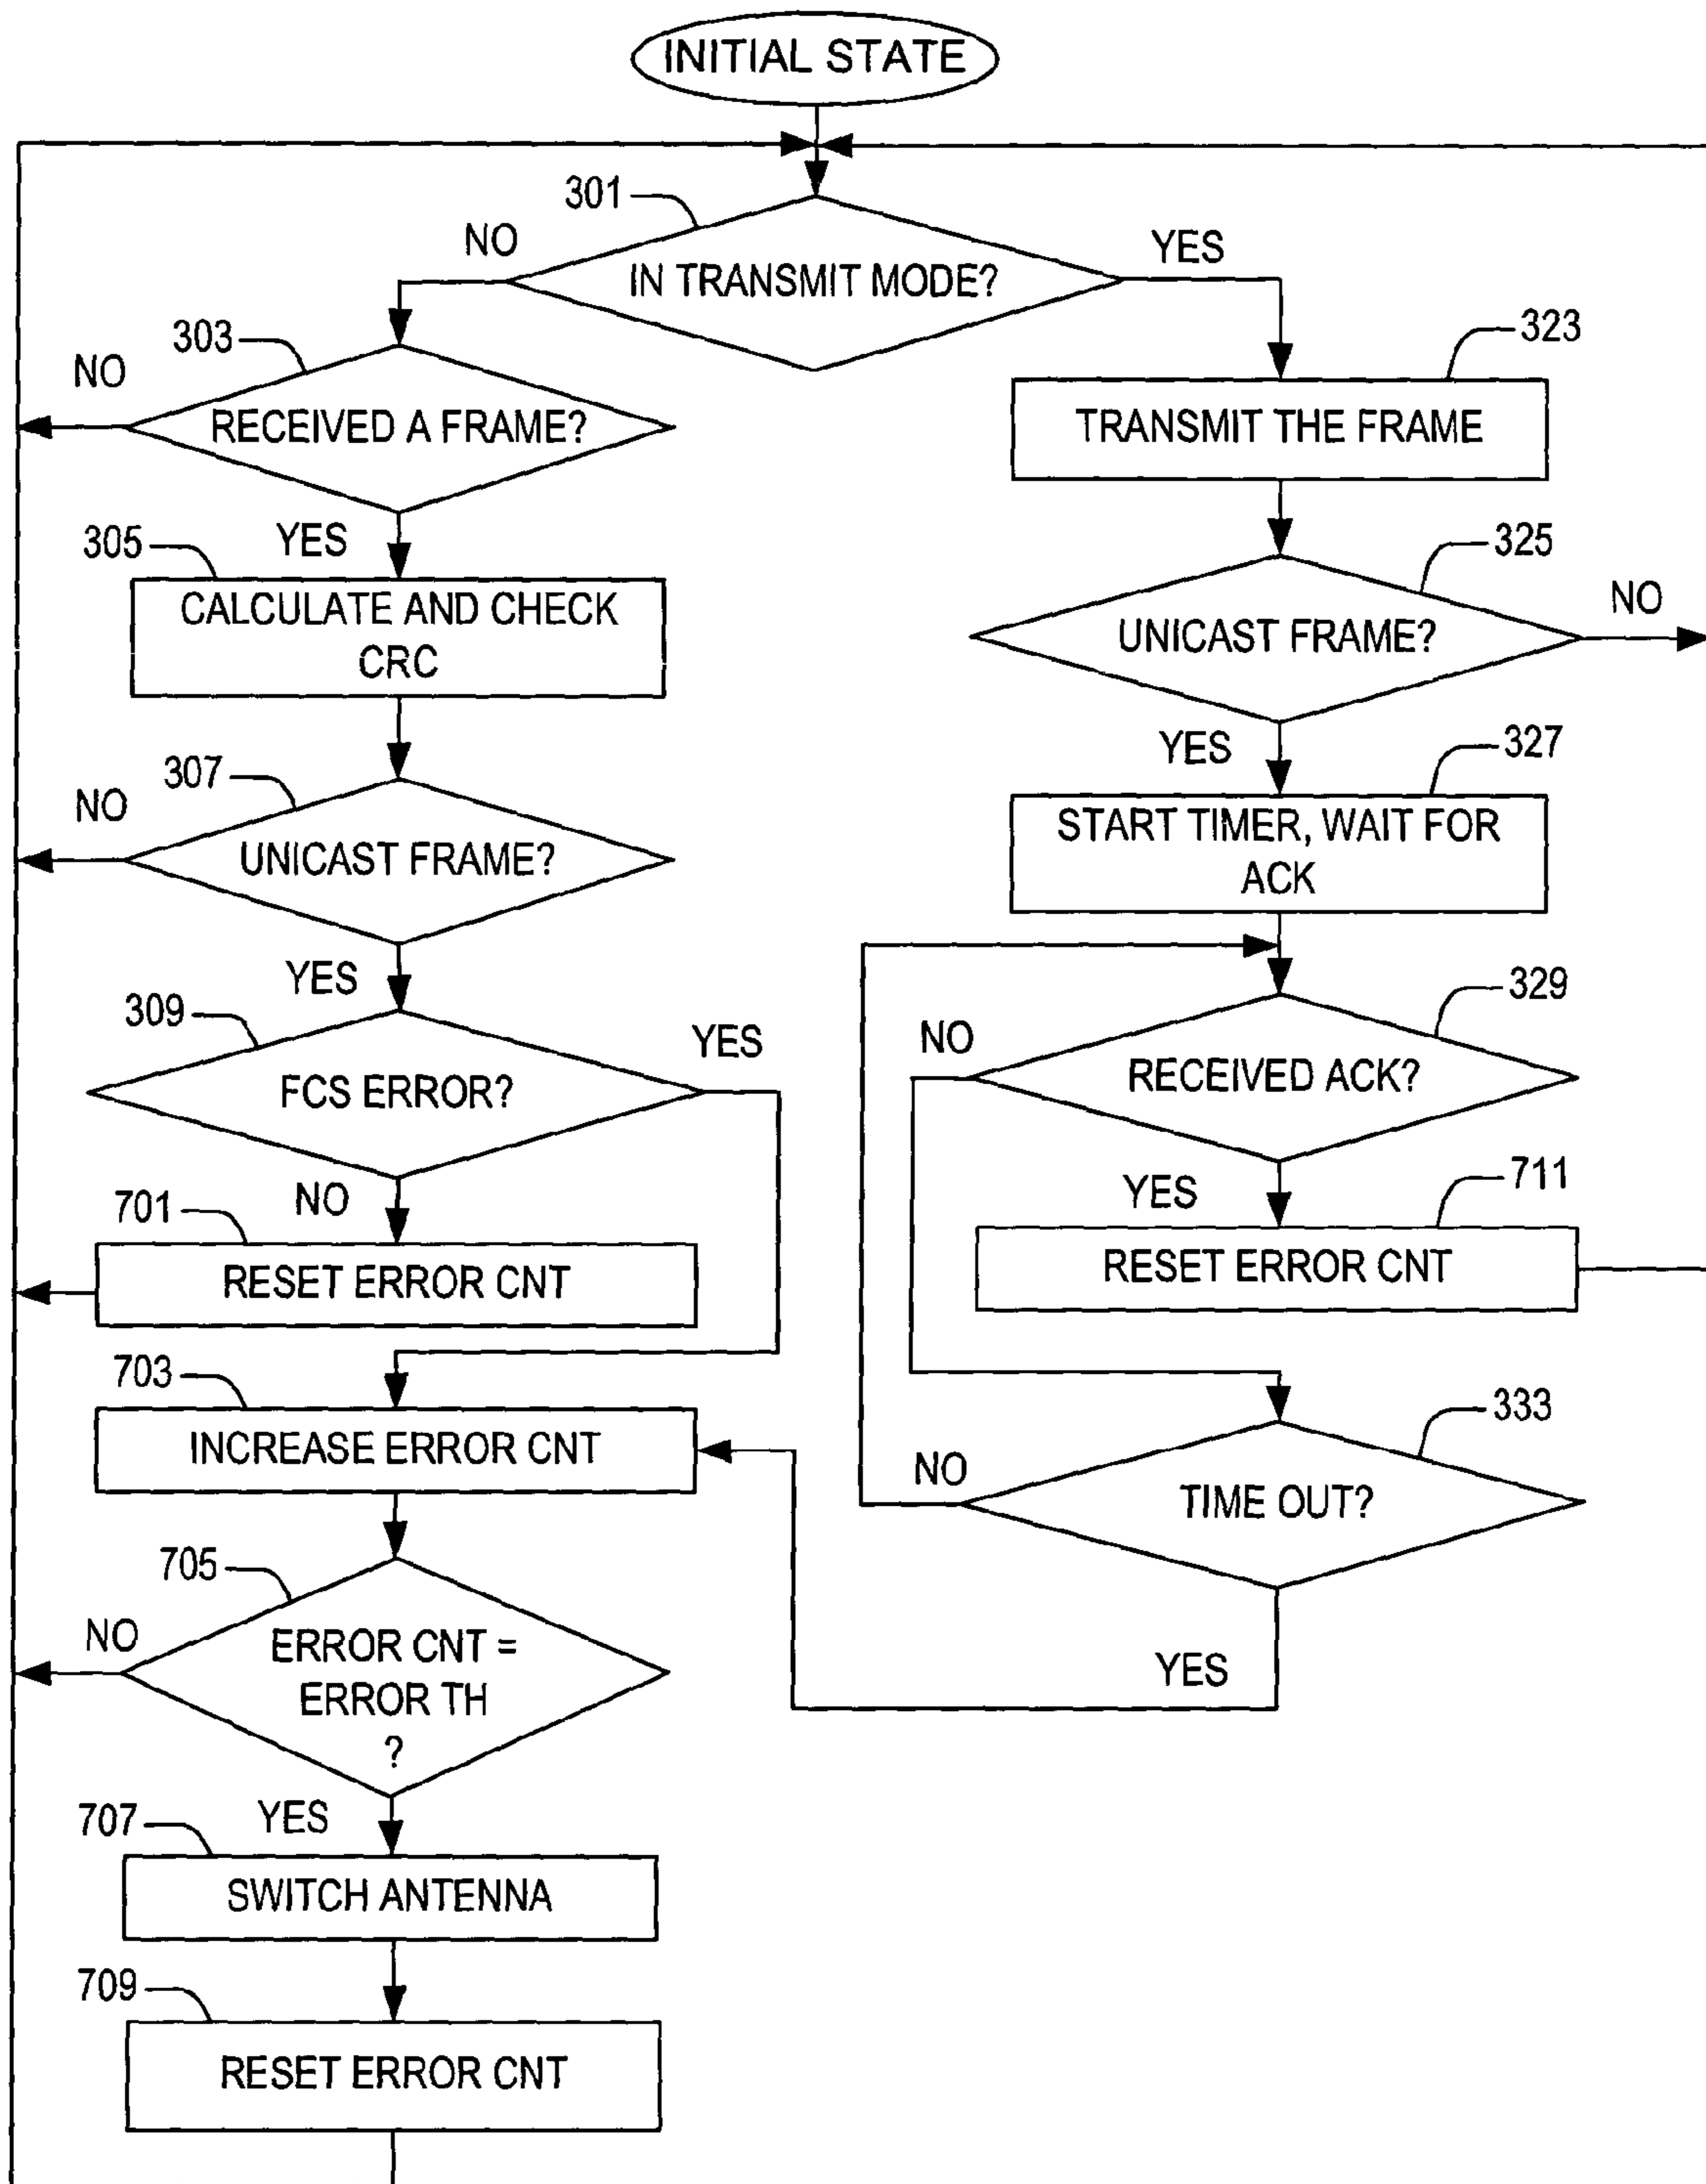 INITIAL STATE
301
NO
YES
IN TRANSMIT MODE?
303
NO
RECEIVED A FRAME?
323
TRANSMIT THE FRAME
YES
305
CALCULATE AND CHECK
CRC
325
NO
UNICAST FRAME?
YES
327
307
NO
UNICAST FRAME?
START TIMER, WAIT FOR
ACK
YES
309
YES
FCS ERROR?
329
NO
RECEIVED ACK?
NO
701
RESET ERROR CNT
YES
711
RESET ERROR CNT
703
INCREASE ERROR CNT
333
NO
TIME OUT?
YES
705
NO
ERROR CNT =
ERROR TH
?
YES
707
SWITCH ANTENNA
709
RESET ERROR CNT